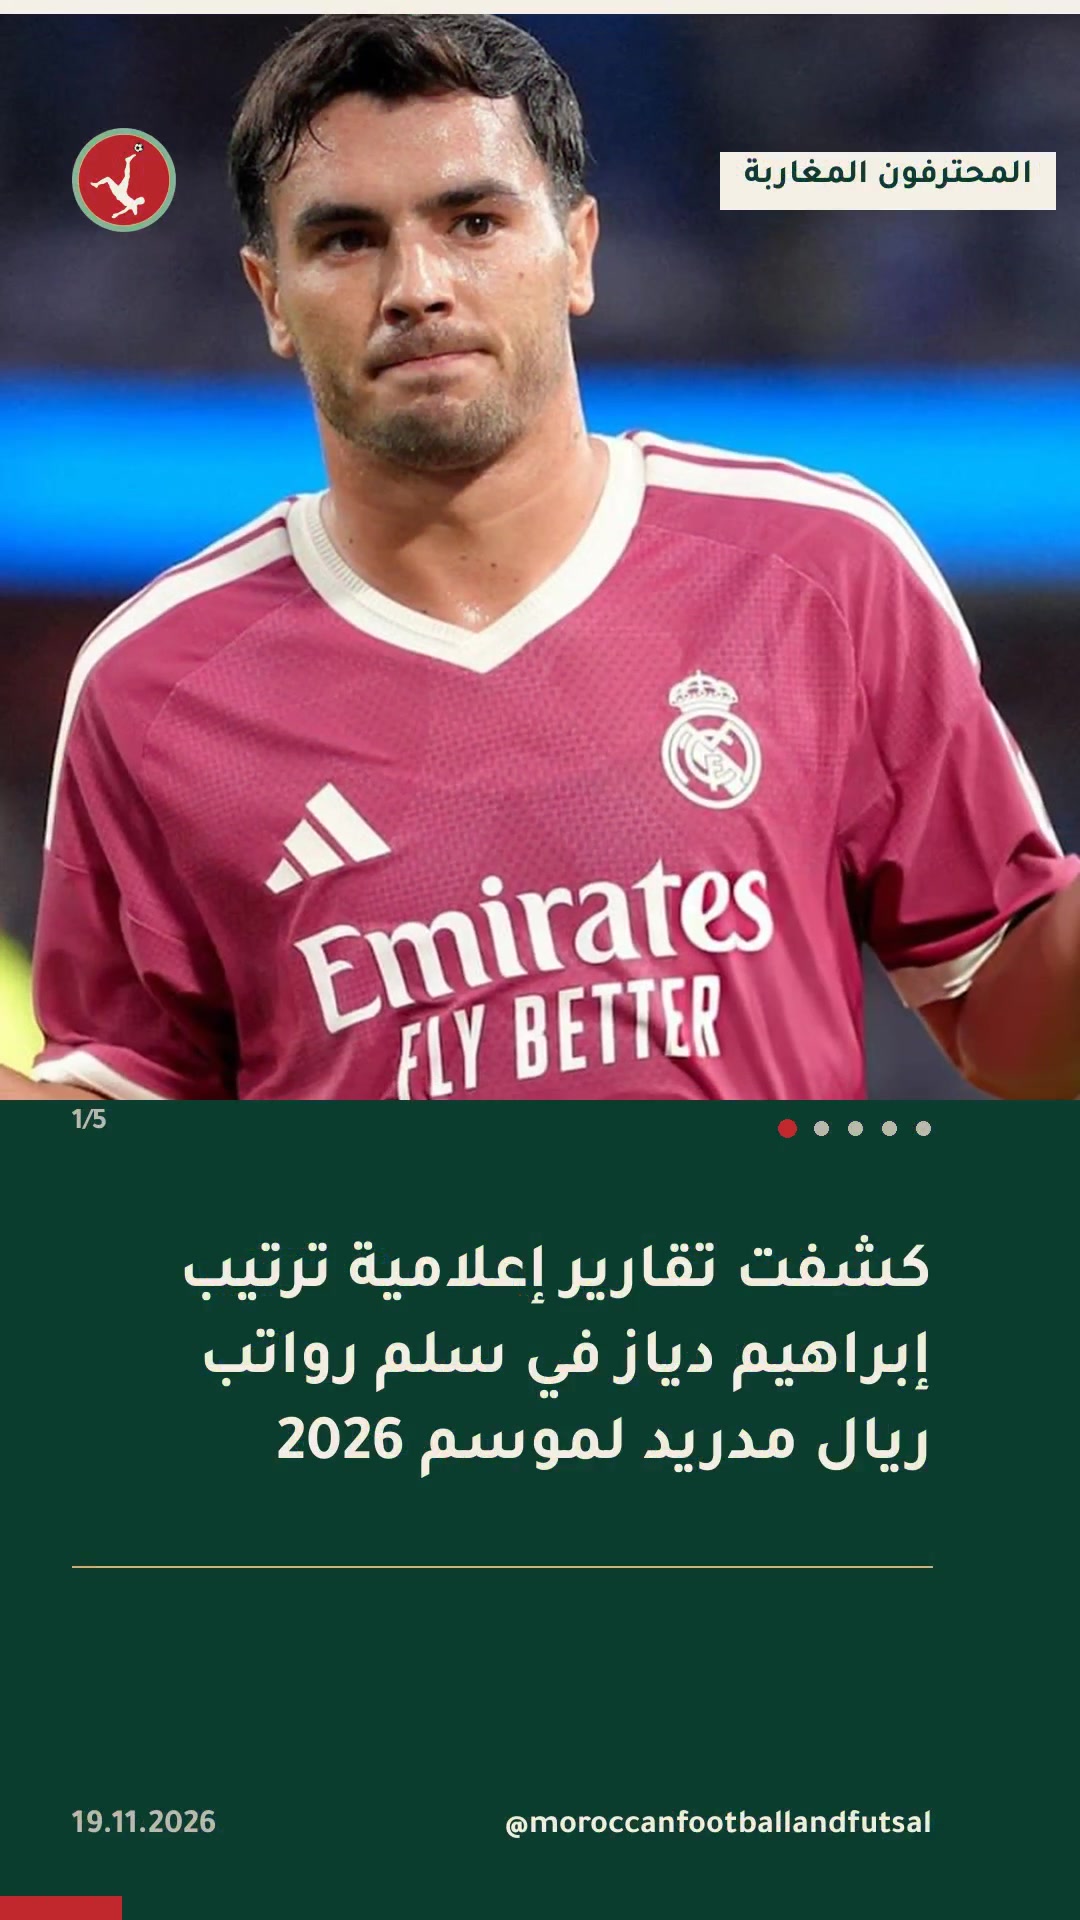 المحترفون المغاربة
Emirates
FLY BETTER
1/5
كشفت تقارير إعلامية ترتيب
إبراهيم دياز في سلم رواتب
ريال مدريد لموسم 2026
19.11.2026
@moroccanfootballandfutsal